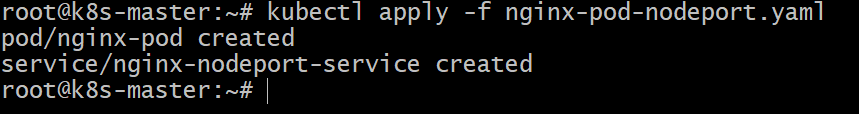 root@k8s-master:~# kubectl apply -f nginx-pod-nodeport.yaml
pod/nginx-pod created
service/nginx-nodeport-service created
root@k8s-master:~#